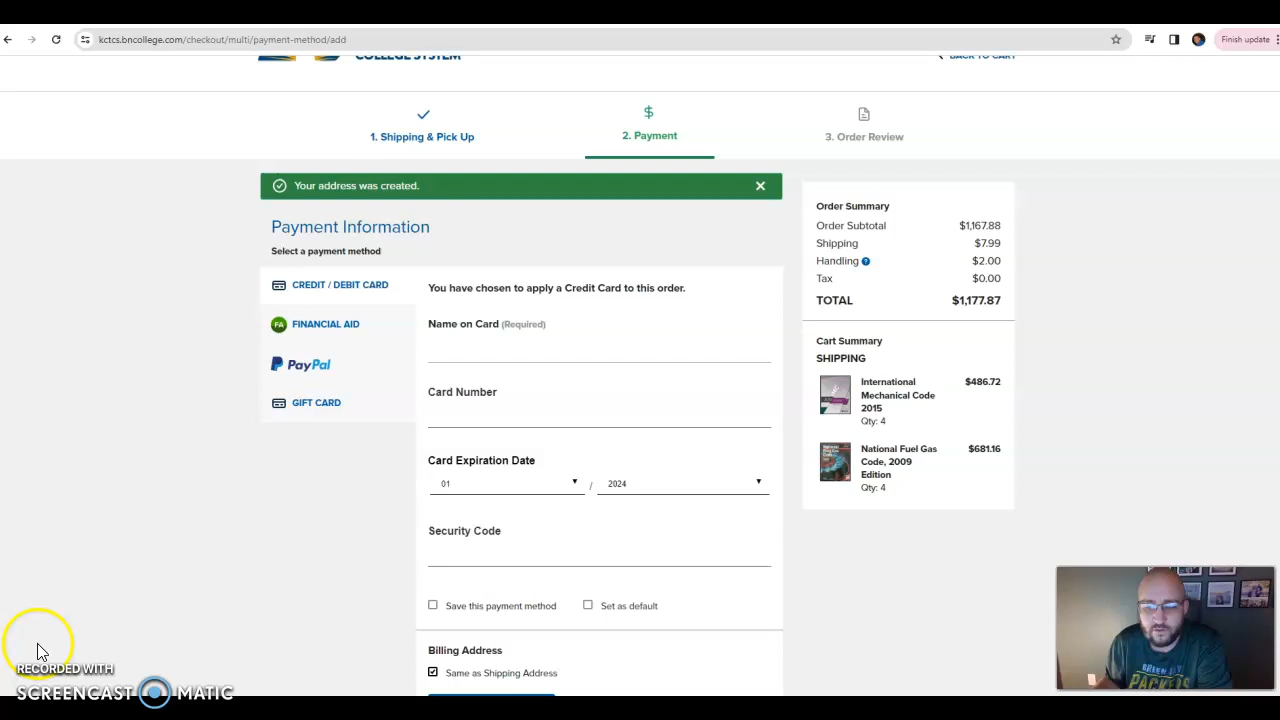 kctcs.bncollege.com/checkout/multi/payment-method/add
Finish update
COLLEGE SYSTEM
BACK TO CART
1. Shipping & Pick Up
2. Payment
3. Order Review
Your address was created.
Payment Information
Select a payment method
CREDIT / DEBIT CARD
FA FINANCIAL AID
PayPal
GIFT CARD
You have chosen to apply a Credit Card to this order.
Name on Card (Required)
Card Number
Card Expiration Date
01 / 2024
Security Code
Save this payment method Set as default
Billing Address
Same as Shipping Address
Order Summary
Order Subtotal $1,167.88
Shipping $7.99
Handling ? $2.00
Tax $0.00
TOTAL $1,177.87
Cart Summary
SHIPPING
International $486.72
Mechanical Code
2015
Qty: 4
National Fuel Gas $681.16
Code, 2009
Edition
Qty: 4
PACKERS
RECORDED WITH
SCREENCAST MATIC